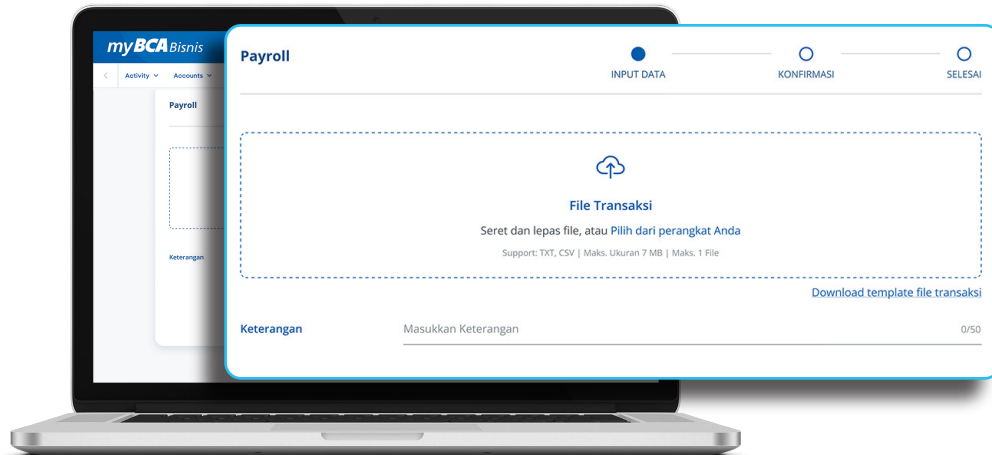 myBCA Bisnis
Activity
Accounts
Payroll
Keterangan
Payroll
INPUT DATA
KONFIRMASI
SELESAI
File Transaksi
Seret dan lepas file, atau Pilih dari perangkat Anda
Support: TXT, CSV | Maks. Ukuran 7 MB | Maks. 1 File
Download template file transaksi
Keterangan
Masukkan Keterangan
0/50